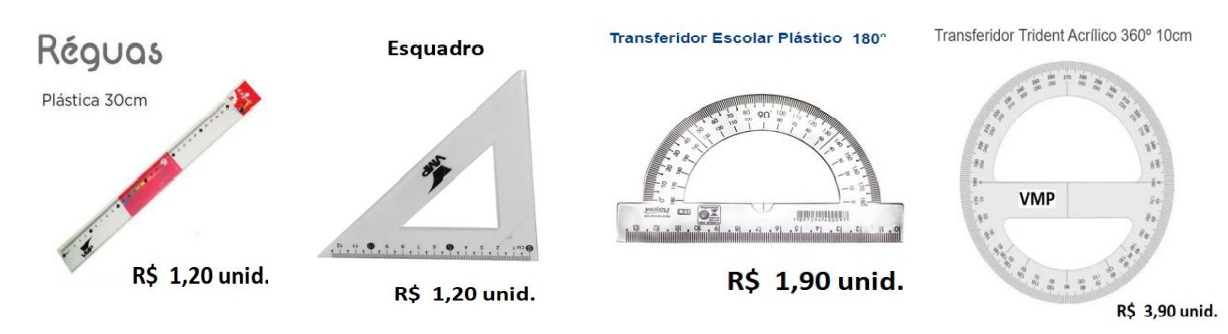 Réguas
Plástica 30cm
R$ 1,20 unid.
Esquadro
VMP
R$ 1,20 unid.
Transferidor Escolar Plástico 180°
R$ 1,90 unid.
Transferidor Trident Acrílico 360º 10cm
VMP
R$ 3,90 unid.